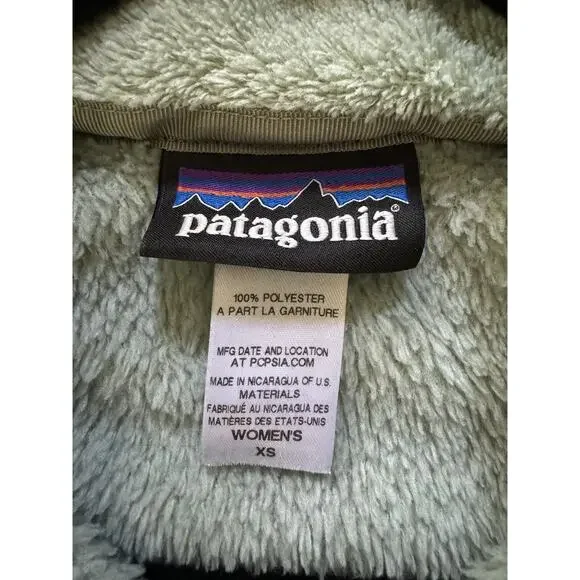 patagonia®
100% POLYESTER
A PART LA GARNITURE
MFG DATE AND LOCATION
AT PCPSIA.COM
MADE IN NICARAGUA OF U.S.
MATERIALS
FABRIQUÉ AU NICARAGUA DES
MATIÈRES DES ETATS-UNIS
WOMEN'S
XS